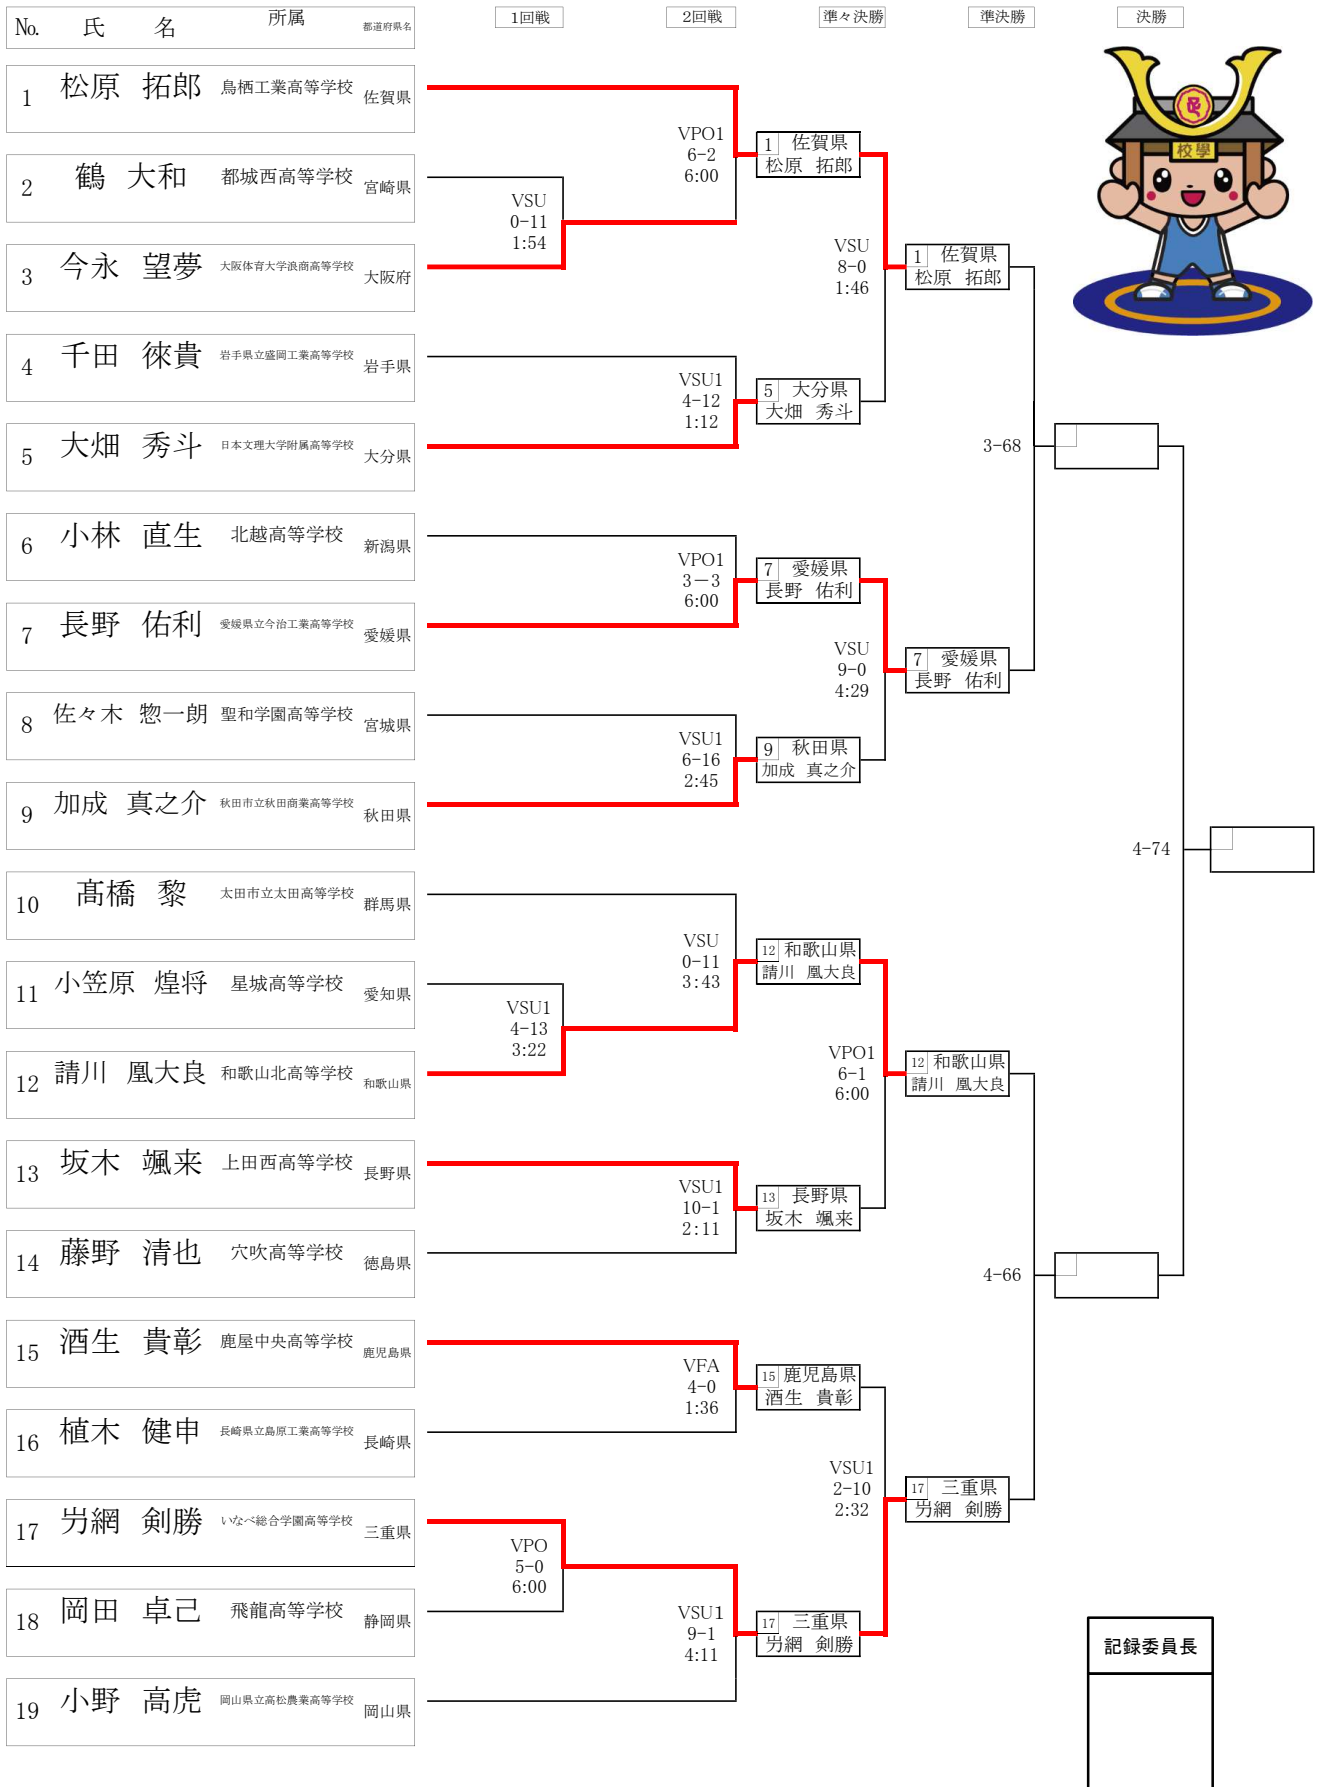 No. 氏 名 所属 都道府県名 1回戦 2回戦 準々決勝 準決勝 決勝
1 松原 拓郎 鳥栖工業高等学校 佐賀県
2 鶴 大和 都城西高等学校 宮崎県
3 今永 望夢 大阪体育大学浪商高等学校 大阪府
4 千田 徠貴 岩手県立盛岡工業高等学校 岩手県
5 大畑 秀斗 日本文理大学附属高等学校 大分県
6 小林 直生 北越高等学校 新潟県
7 長野 佑利 愛媛県立今治工業高等学校 愛媛県
8 佐々木 惣一朗 聖和学園高等学校 宮城県
9 加成 真之介 秋田市立秋田商業高等学校 秋田県
10 髙橋 黎 太田市立太田高等学校 群馬県
11 小笠原 煌将 星城高等学校 愛知県
12 請川 凰大良 和歌山北高等学校 和歌山県
13 坂木 颯来 上田西高等学校 長野県
14 藤野 清也 穴吹高等学校 徳島県
15 酒生 貴彰 鹿屋中央高等学校 鹿児島県
16 植木 健申 長崎県立島原工業高等学校 長崎県
17 屶網 剣勝 いなべ総合学園高等学校 三重県
18 岡田 卓己 飛龍高等学校 静岡県
19 小野 高虎 岡山県立高松農業高等学校 岡山県
VSU
0-11
1:54
VSU1
4-13
3:22
VPO
5-0
6:00
VPO1
6-2
6:00
VSU1
4-12
1:12
VPO1
3－3
6:00
VSU1
6-16
2:45
VSU
0-11
3:43
VSU1
10-1
2:11
VFA
4-0
1:36
VSU1
9-1
4:11
1 佐賀県
松原 拓郎
5 大分県
大畑 秀斗
7 愛媛県
長野 佑利
9 秋田県
加成 真之介
12 和歌山県
請川 凰大良
13 長野県
坂木 颯来
15 鹿児島県
酒生 貴彰
17 三重県
屶網 剣勝
VSU
8-0
1:46
VSU
9-0
4:29
VPO1
6-1
6:00
VSU1
2-10
2:32
1 佐賀県
松原 拓郎
7 愛媛県
長野 佑利
12 和歌山県
請川 凰大良
17 三重県
屶網 剣勝
3-68
4-66
4-74
校學
記録委員長